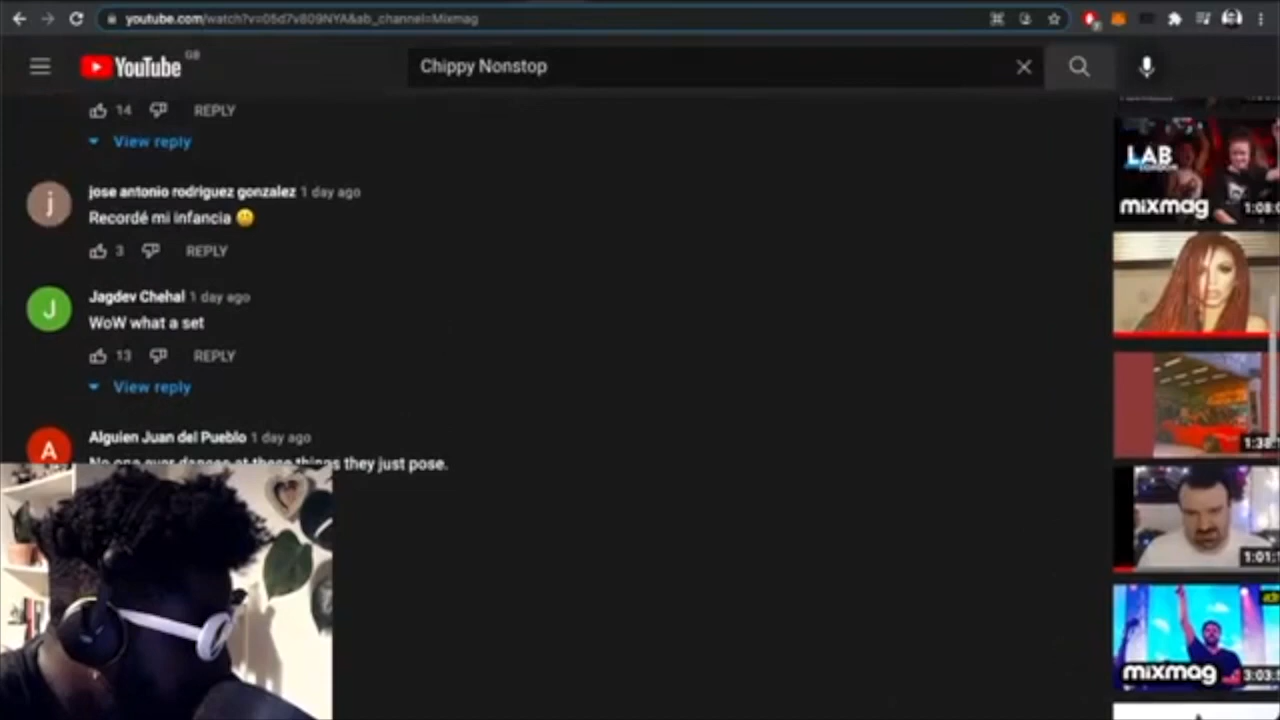 youtube.com/watch?v=05d7v809NYA&ab_channel=Mixmag
YouTube GB
Chippy Nonstop
14 REPLY
View reply
j
jose antonio rodriguez gonzalez 1 day ago
Recordé mi infancia
3 REPLY
J
Jagdev Chehal 1 day ago
WoW what a set
13 REPLY
View reply
A
Alguien Juan del Pueblo 1 day ago
No one ever dances at these things they just pose.
LAB
LONDON
mixmag
1:08:0
1:38:
1:01:1
mixmag
3:03: